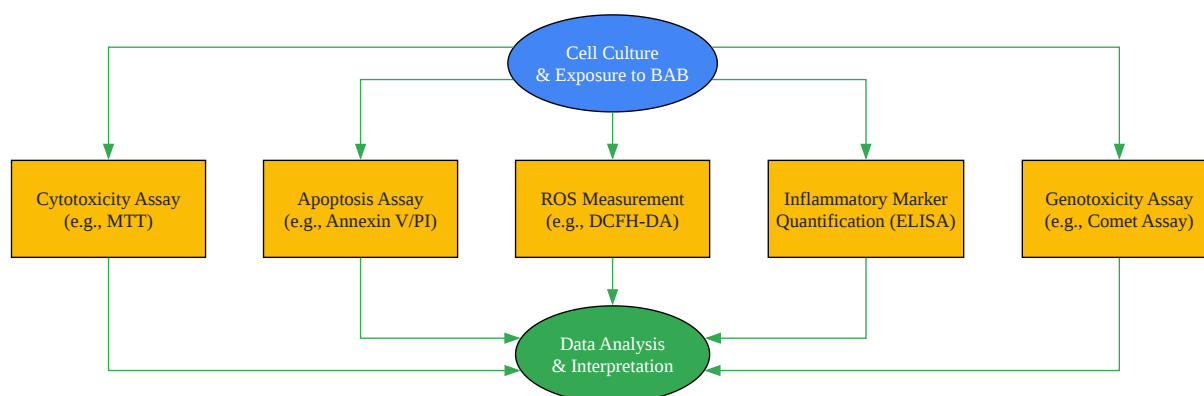 Cell Culture
& Exposure to BAB
Cytotoxicity Assay
(e.g., MTT)
Apoptosis Assay
(e.g., Annexin V/PI)
ROS Measurement
(e.g., DCFH-DA)
Inflammatory Marker
Quantification (ELISA)
Genotoxicity Assay
(e.g., Comet Assay)
Data Analysis
& Interpretation